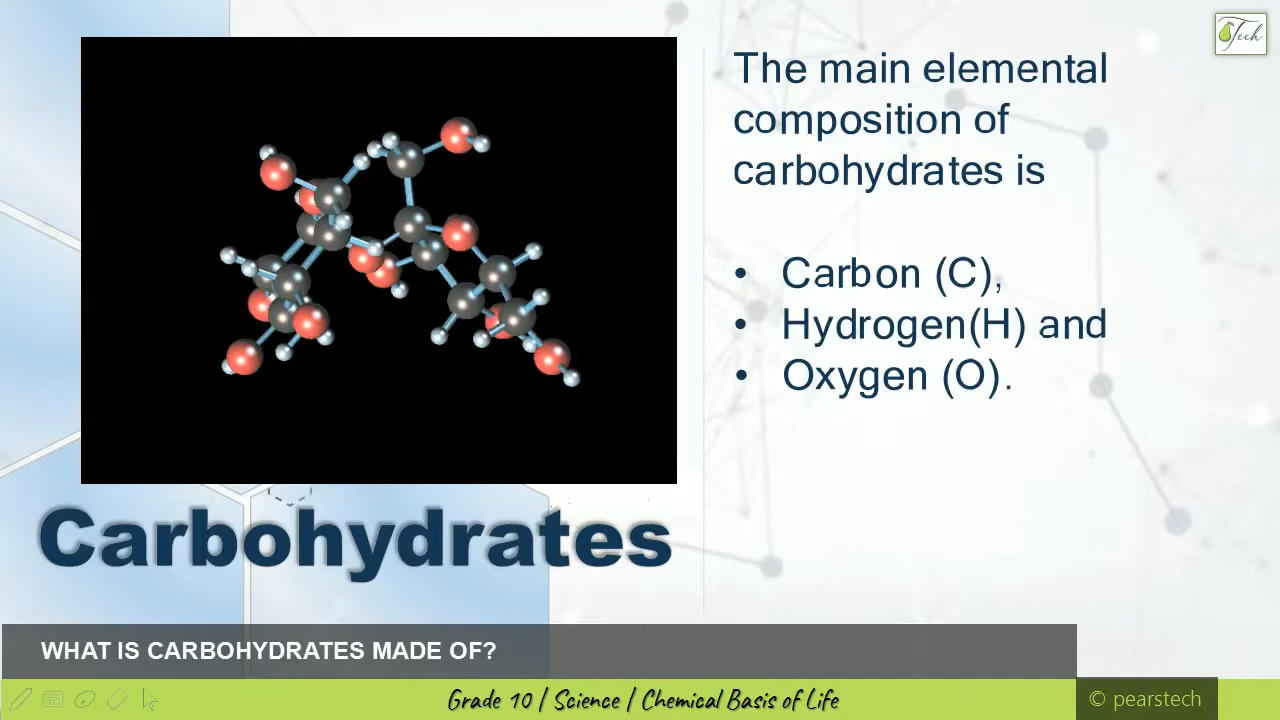 Tech
The main elemental
composition of
carbohydrates is
• Carbon (C),
• Hydrogen(H) and
• Oxygen (O).
Carbohydrates
WHAT IS CARBOHYDRATES MADE OF?
Grade 10 | Science | Chemical Basis of Life
© pearstech